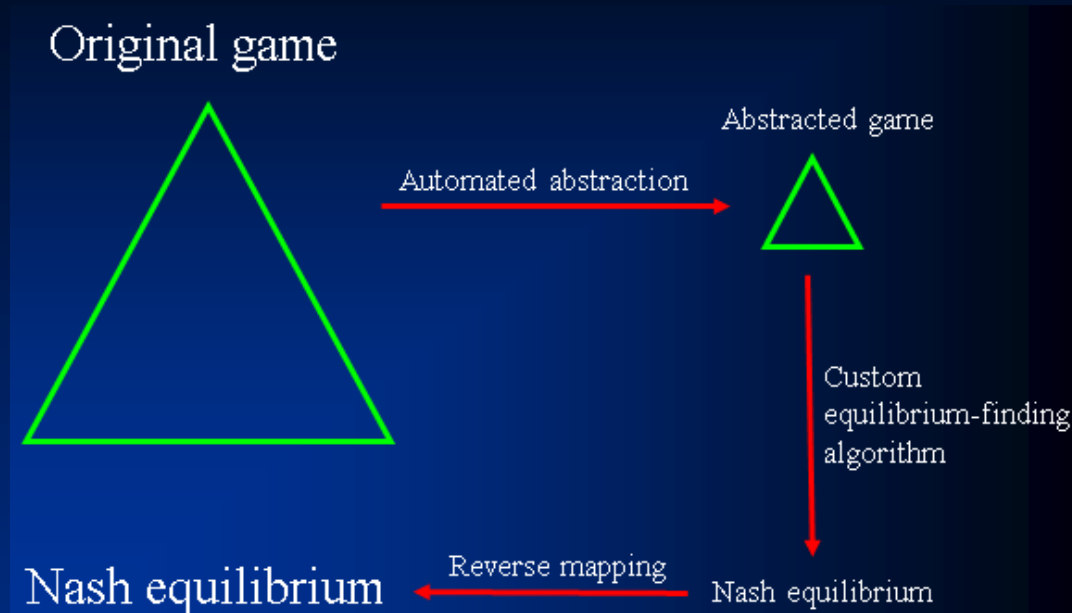 Original game
Abstracted game
Automated abstraction
Custom
equilibrium-finding
algorithm
Nash equilibrium
Reverse mapping
Nash equilibrium